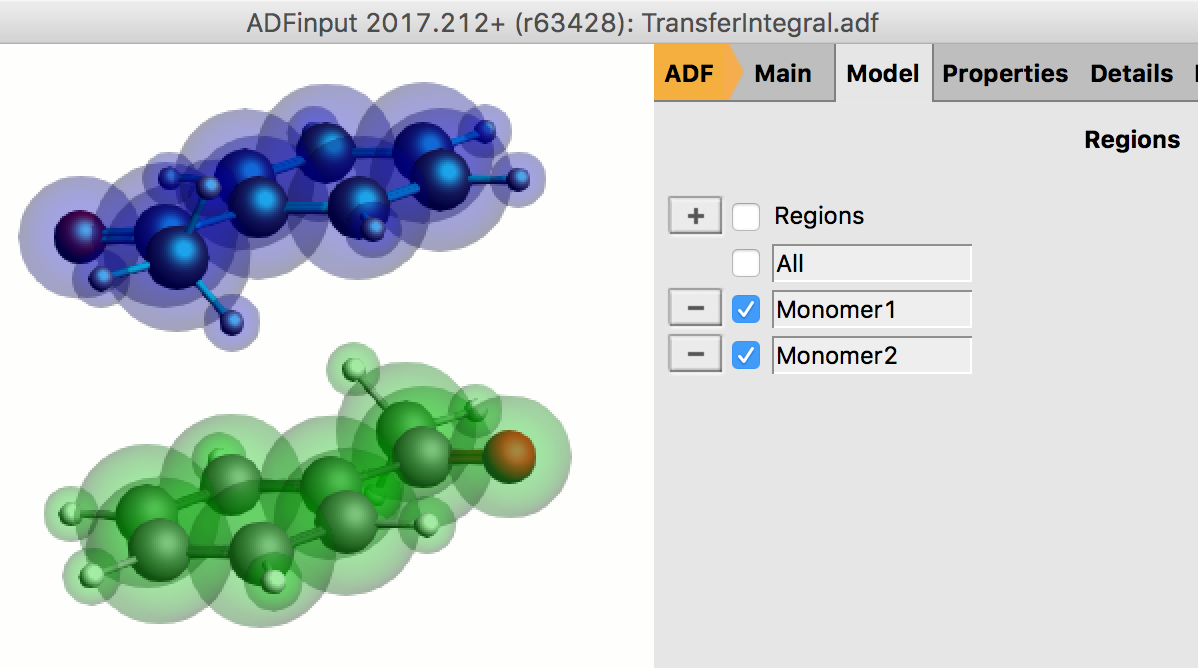 ADFinput 2017.212+ (r63428): TransferIntegral.adf
ADF Main Model Properties Details
Regions
+ Regions
All
− Monomer1
− Monomer2